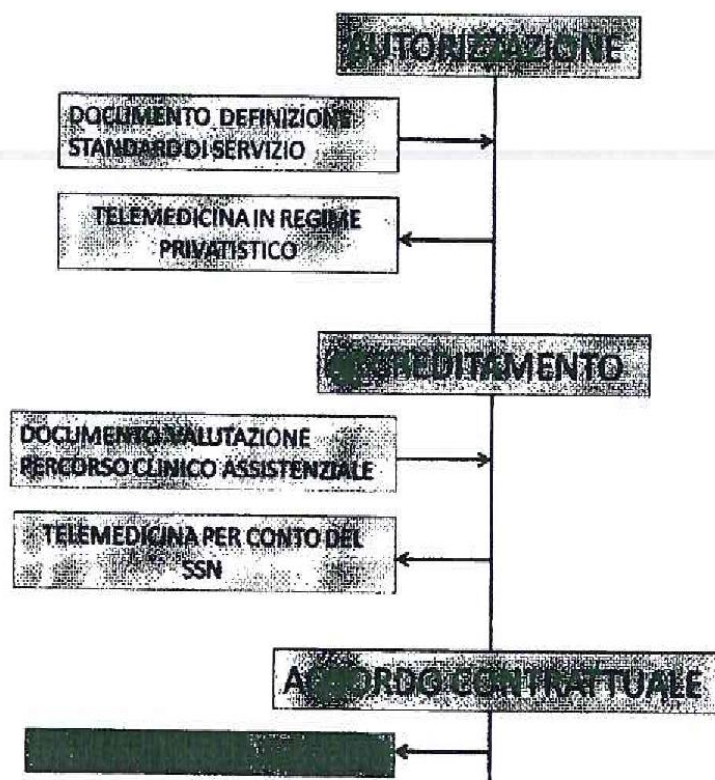 AUTORIZZAZIONE
DOCUMENTO DEFINIZIONE
STANDARD DI SERVIZIO
TELEMEDICINA IN REGIME
PRIVATISTICO
ACCREDITAMENTO
DOCUMENTO VALUTAZIONE
PERCORSO CLINICO ASSISTENZIALE
TELEMEDICINA PER CONTO DEL
SSN
ACCORDO CONTRATTUALE